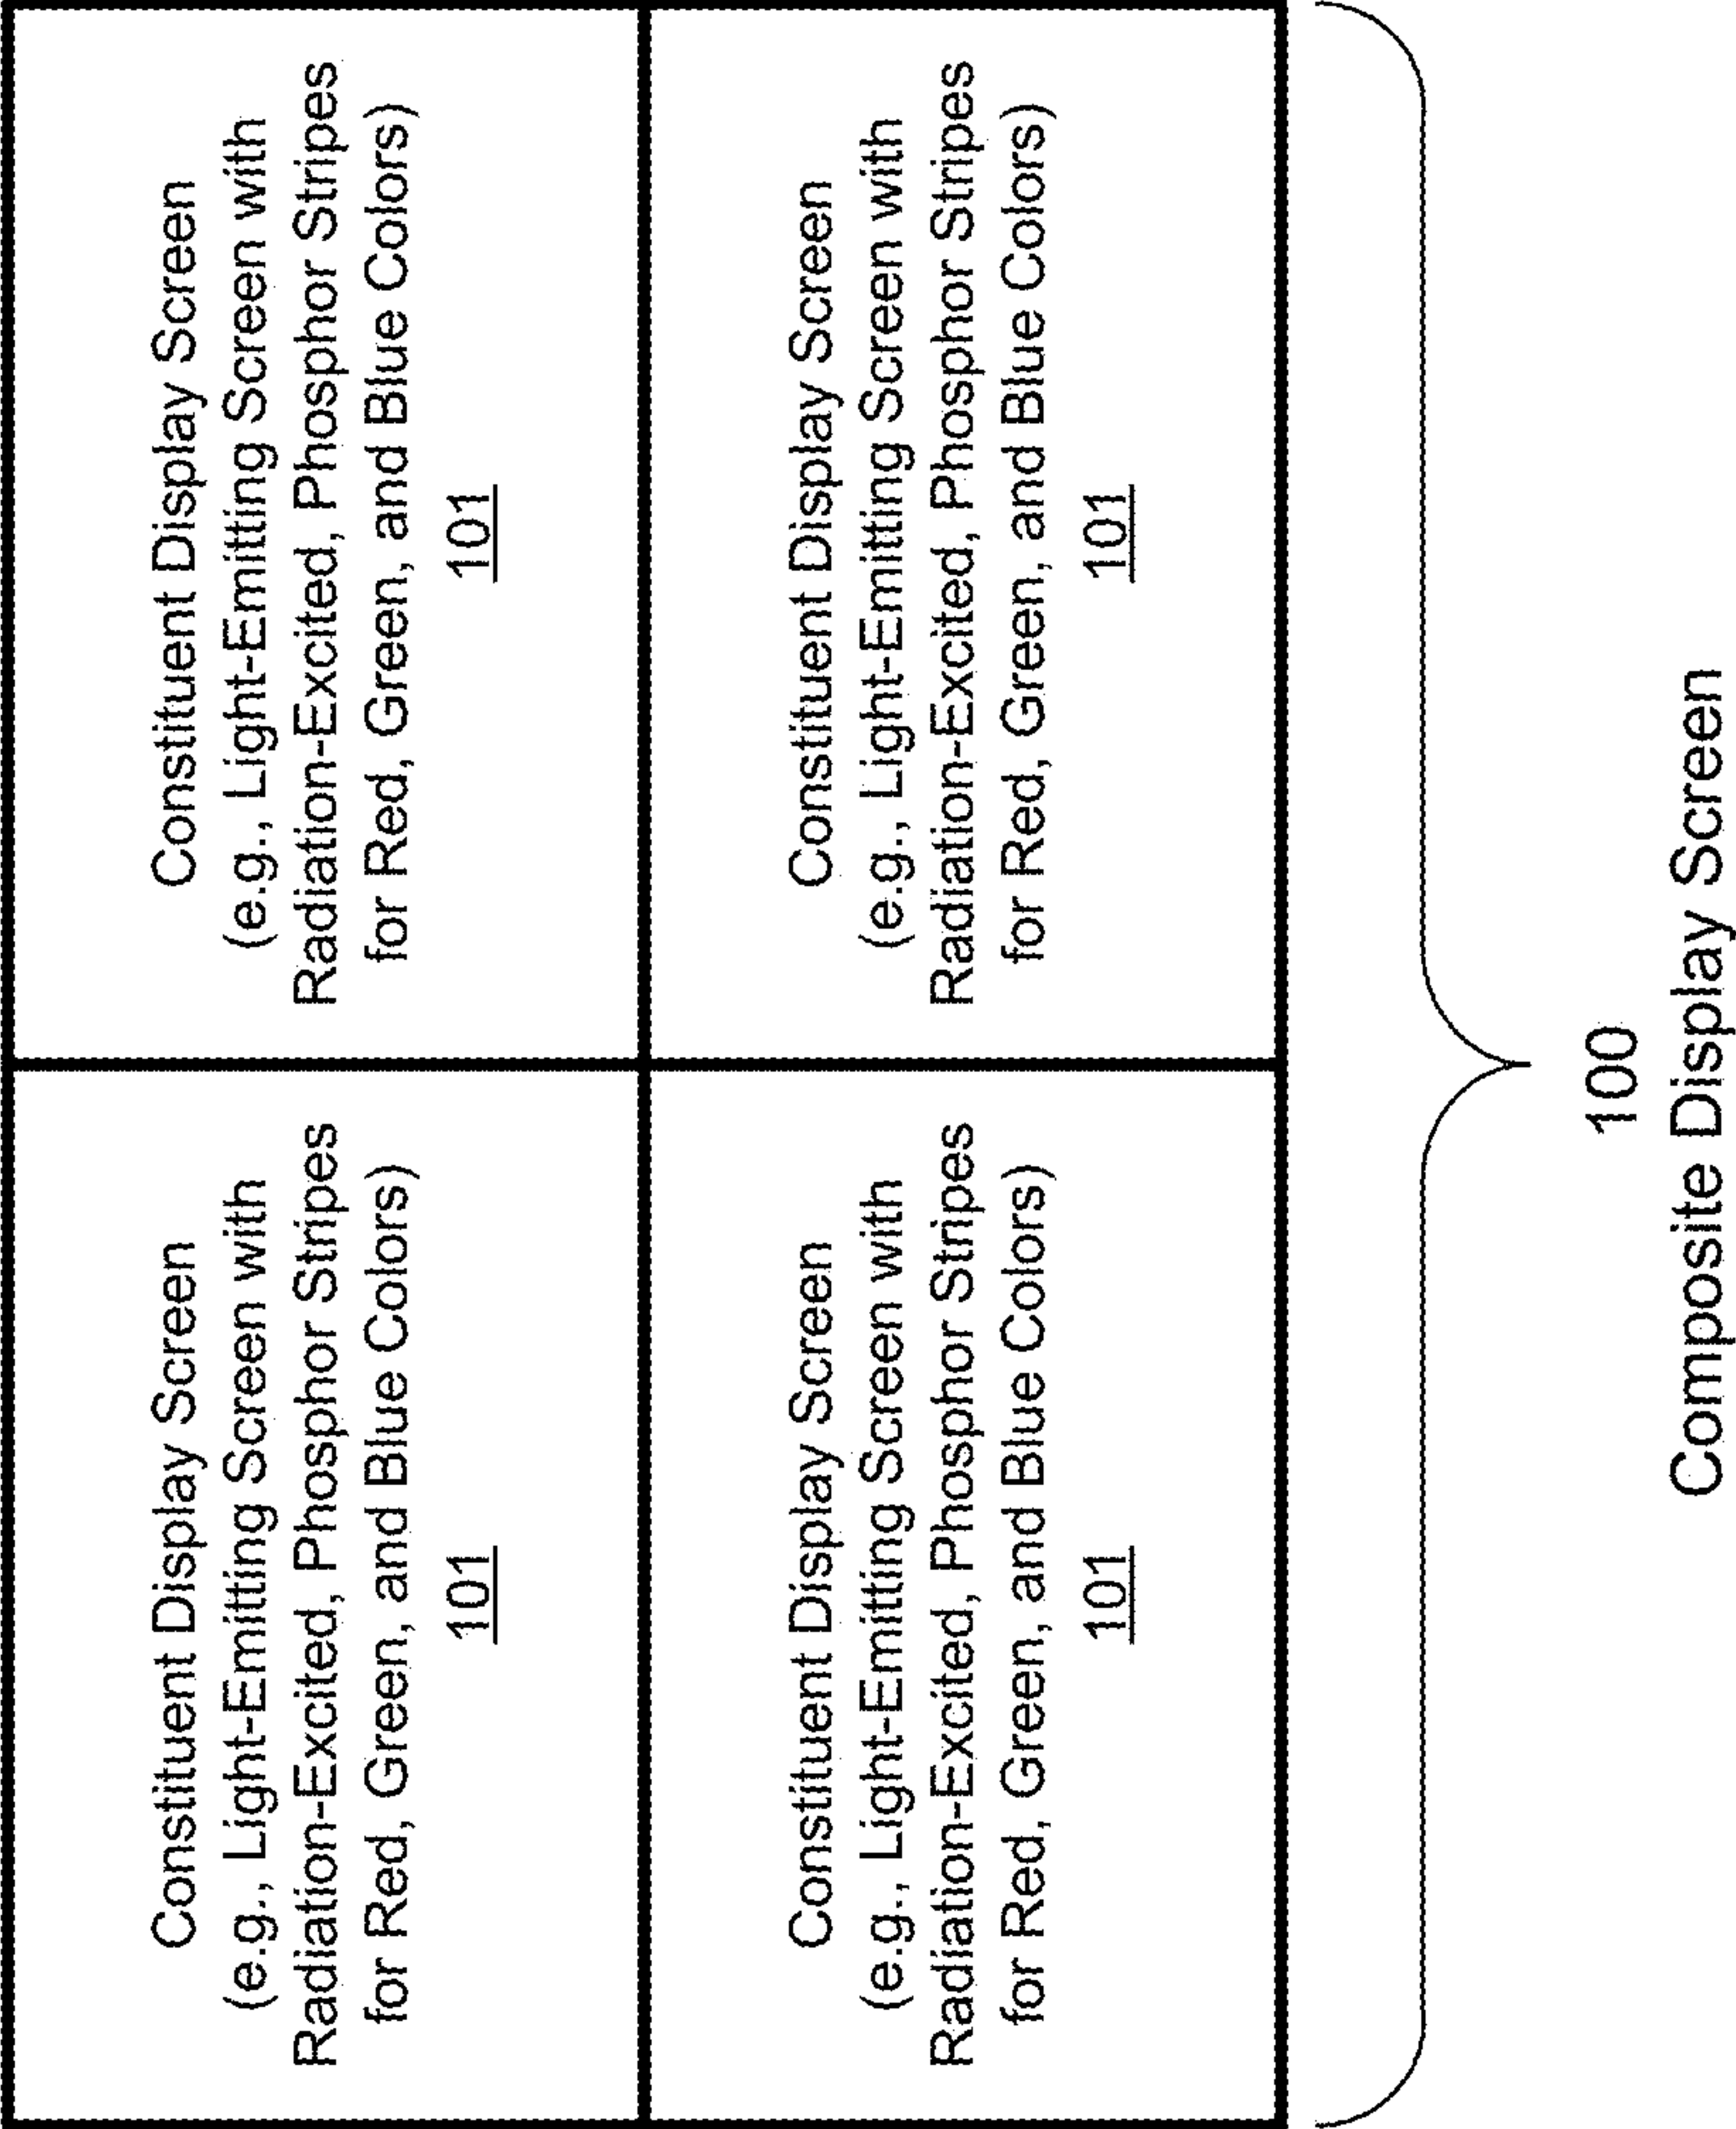 Constituent Display Screen
(e.g., Light-Emitting Screen with
Radiation-Excited, Phosphor Stripes
for Red, Green, and Blue Colors)
101
Constituent Display Screen
(e.g., Light-Emitting Screen with
Radiation-Excited, Phosphor Stripes
for Red, Green, and Blue Colors)
101
Constituent Display Screen
(e.g., Light-Emitting Screen with
Radiation-Excited, Phosphor Stripes
for Red, Green, and Blue Colors)
101
Constituent Display Screen
(e.g., Light-Emitting Screen with
Radiation-Excited, Phosphor Stripes
for Red, Green, and Blue Colors)
101
100
Composite Display Screen